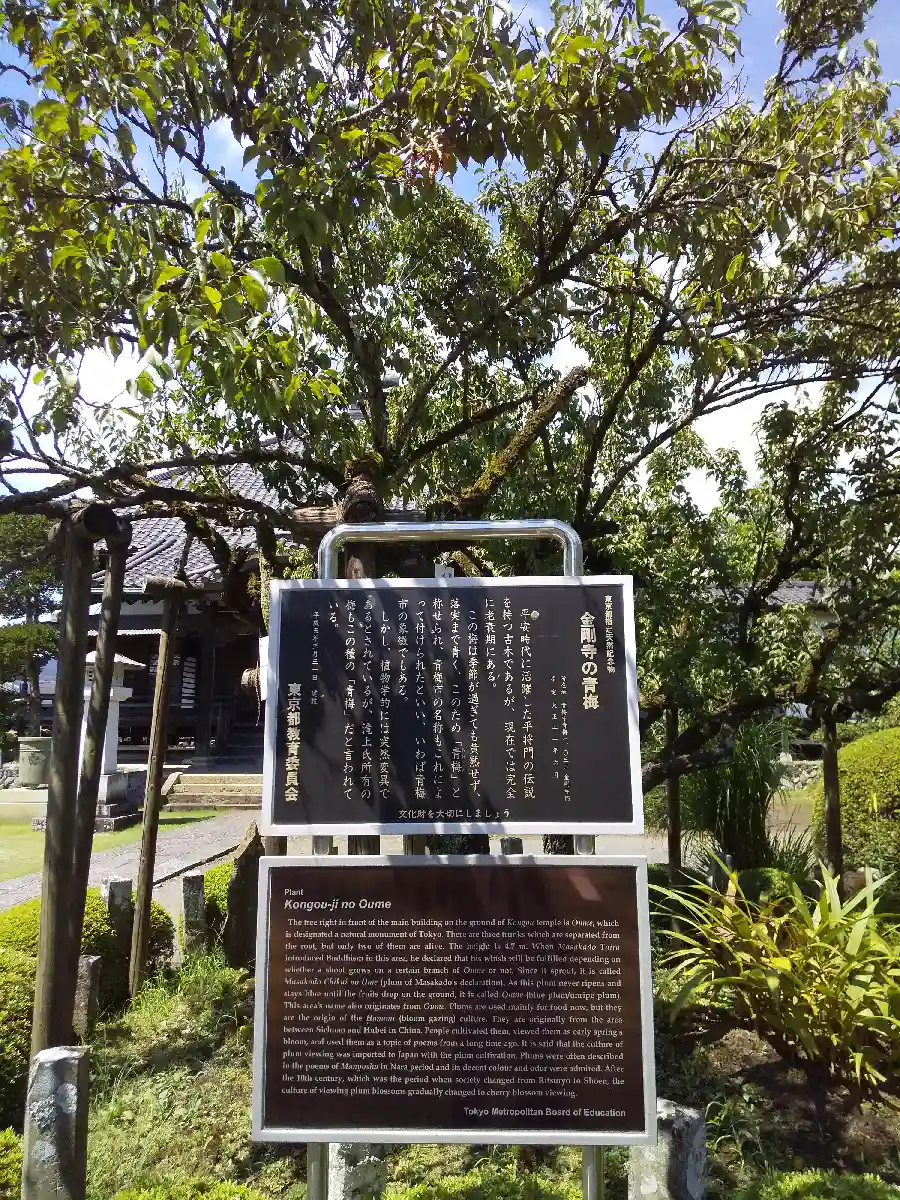 東京都指定天然記念物
金剛寺の青梅
平安時代に活躍した平将門の伝説
を持つ古木であるが、現在では完全
に老衰期にある。
この梅は季節が過ぎても黄熟せず、
落実まで青く、このため「青梅」と
称せられ、青梅市の名称もこれによ
って付けられたといい、いわば青梅
市の象徴でもある。
しかし、植物学的には突然変異で
あるとされているが、滝上氏所有の
梅もこの種の「青梅」だと言われて
いる。
東京都教育委員会
文化財を大切にしましょう
Plant
Kongou-ji no Oume
The tree right in front of the main building on the ground of Kongou temple is Oume, which
is designated a natural monument of Tokyo. There are three trunks which are separated from
the root, but only two of them are alive. The height is 4.7 m. When Masakado Taira
introduced Buddhism in this area, he declared that his whish will be fulfilled depending on
whether a shoot grows on a certain branch of Oume or not. Since it sprout, it is called
Masakado Chikai no Ume (plum of Masakado's declaration). As this plum never ripens and
stays blue until the fruits drop on the ground, it is called Oume (blue plum/unripe plum).
This area's name also originates from Oume. Plums are used mainly for food now, but they
are the origin of the Hanami (bloom gazing) culture. They are originally from the area
between Sichuan and Hubei in China. People cultivated them, viewed them as early spring's
bloom, and used them as a topic of poems from a long time ago. It is said that the culture of
plum viewing was imported to Japan with the plum cultivation. Plums were often described
in the poems of Manyoshu in Nara period and its decent colour and odor were admired. After
the 10th century, which was the period when society changed from Ritsuryo to Shoen, the
culture of viewing plum blossoms gradually changed to cherry blossom viewing.
Tokyo Metropolitan Board of Education